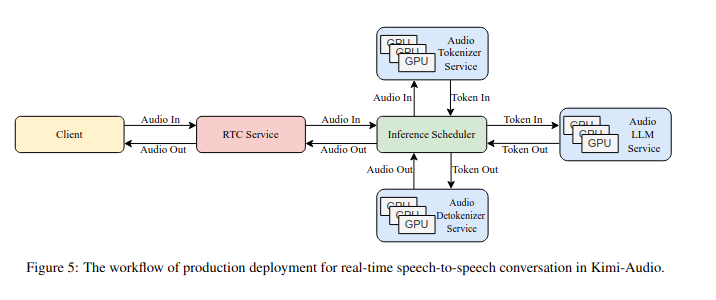 GPU
GPU
GPU
Audio
Tokenizer
Service
Audio In
Token In
Client
Audio In
Audio Out
RTC Service
Audio In
Audio Out
Inference Scheduler
Token In
Token Out
GPU
GPU
GPU
Audio
LLM
Service
Audio Out
Token Out
GPU
GPU
GPU
Audio
Detokenizer
Service
Figure 5: The workflow of production deployment for real-time speech-to-speech conversation in Kimi-Audio.